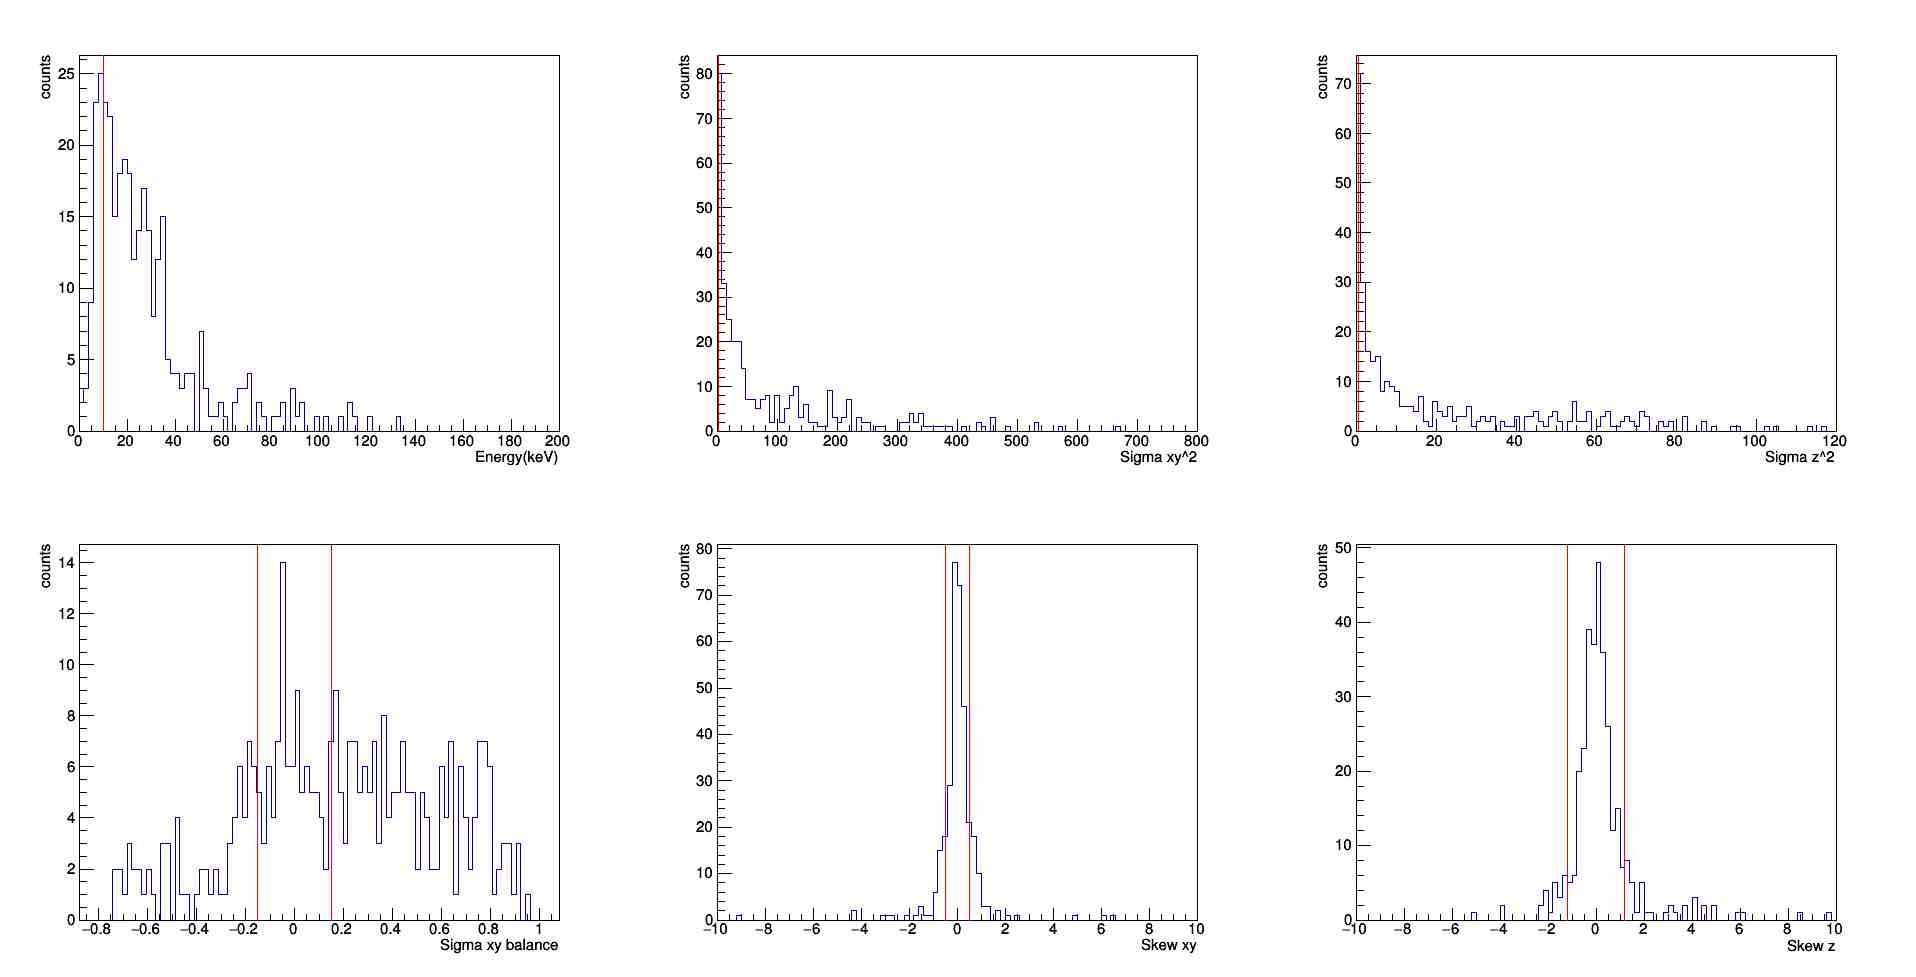 counts
25
20
15
10
5
0
0 20 40 60 80 100 120 140 160 180 200
Energy(keV)
counts
80
70
60
50
40
30
20
10
0
0 100 200 300 400 500 600 700 800
Sigma xy^2
counts
70
60
50
40
30
20
10
0
0 20 40 60 80 100 120
Sigma z^2
counts
14
12
10
8
6
4
2
0
−0.8 −0.6 −0.4 −0.2 0 0.2 0.4 0.6 0.8 1
Sigma xy balance
counts
80
70
60
50
40
30
20
10
0
−10 −8 −6 −4 −2 0 2 4 6 8 10
Skew xy
counts
50
40
30
20
10
0
−10 −8 −6 −4 −2 0 2 4 6 8 10
Skew z